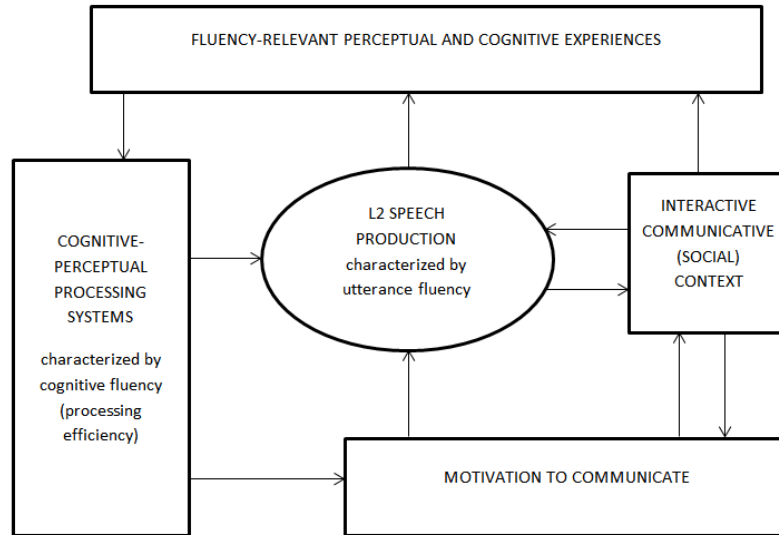 FLUENCY-RELEVANT PERCEPTUAL AND COGNITIVE EXPERIENCES
COGNITIVE-
PERCEPTUAL
PROCESSING
SYSTEMS
characterized by
cognitive fluency
(processing
efficiency)
L2 SPEECH
PRODUCTION
characterized by
utterance fluency
INTERACTIVE
COMMUNICATIVE
(SOCIAL)
CONTEXT
MOTIVATION TO COMMUNICATE